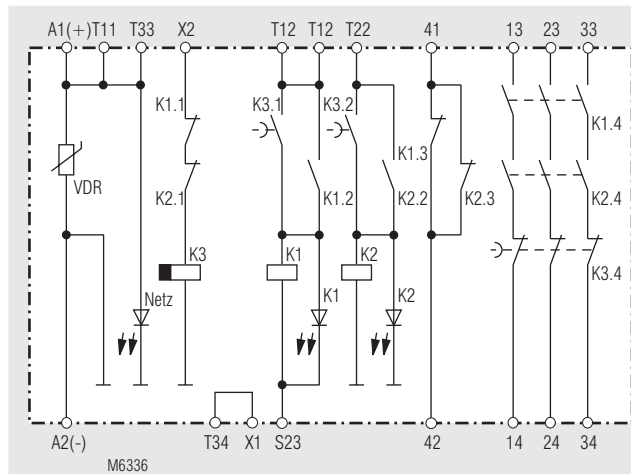 A1(+) T11 T33 X2 T12 T12 T22 41 13 23 33
K1.1 K3.1 K3.2 K1.4
VDR K1.3
K2.1 K1.2 K2.2 K2.3 K2.4
K3 K1 K2 K3.4
Netz K1 K2
A2(-) T34 X1 S23 42 14 24 34
M6336